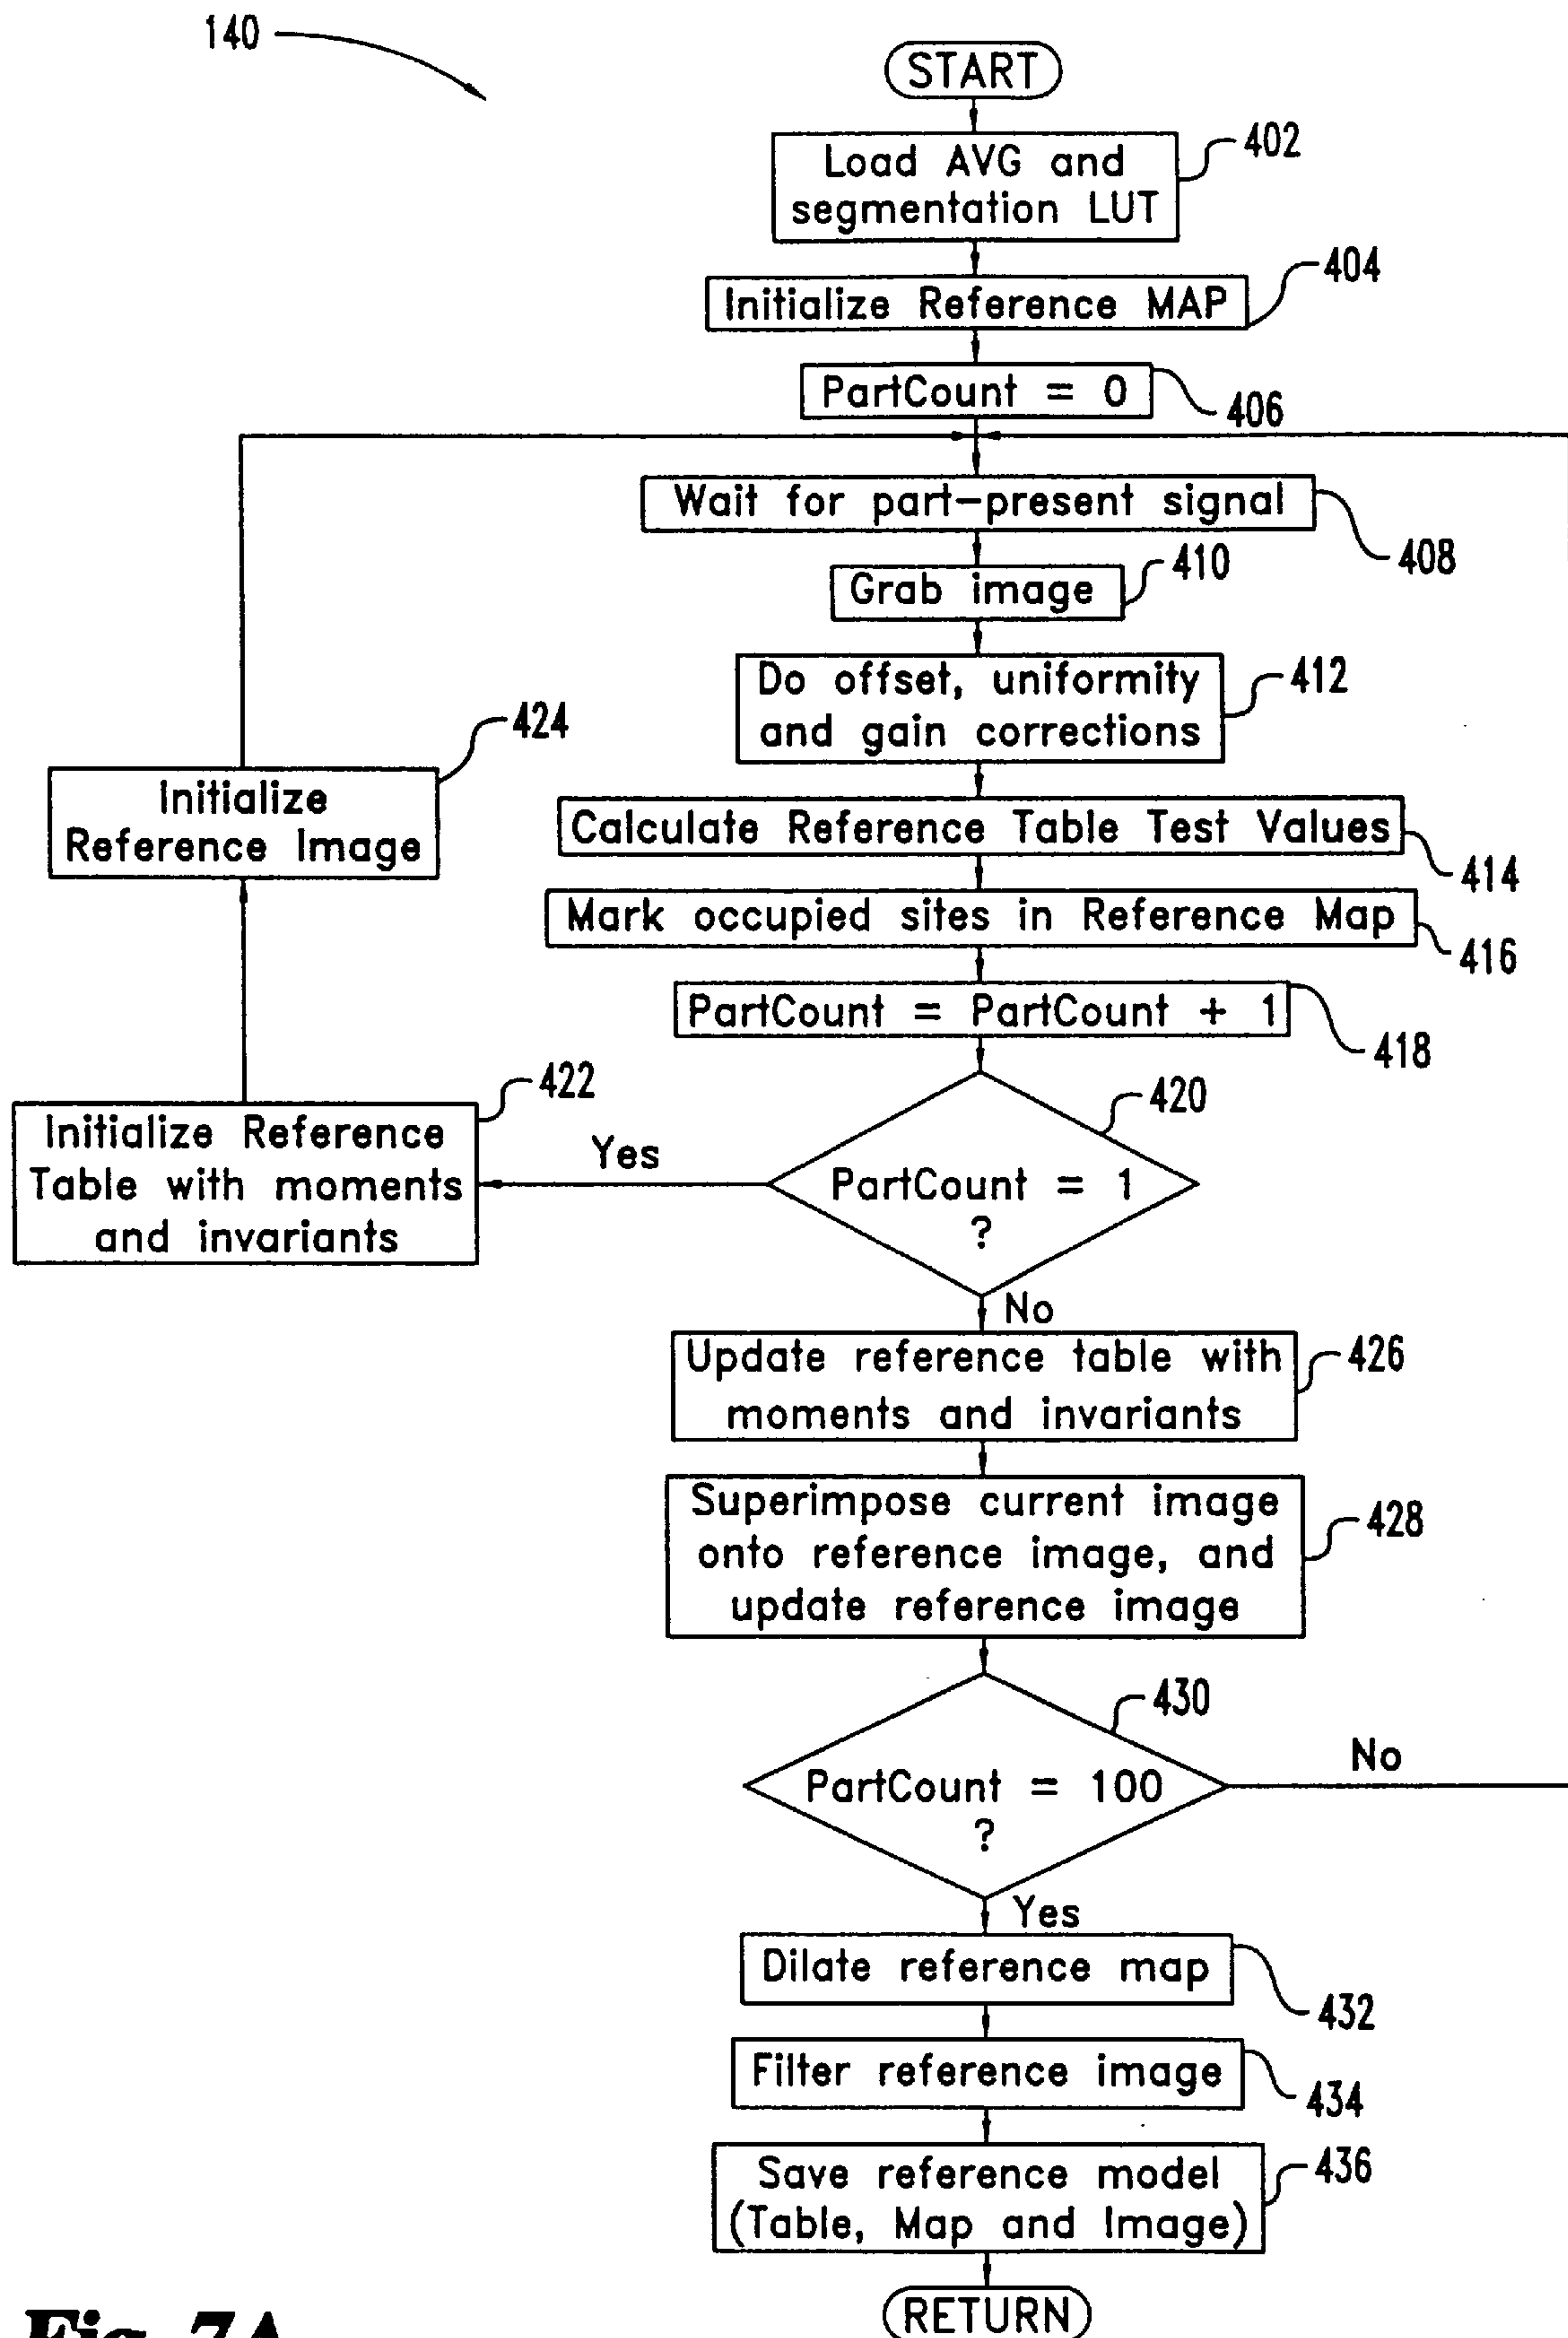 140
START
Load AVG and
segmentation LUT
402
Initialize Reference MAP
404
PartCount = 0
406
Wait for part-present signal
408
Grab image
410
Do offset, uniformity
and gain corrections
412
Calculate Reference Table Test Values
414
Mark occupied sites in Reference Map
416
PartCount = PartCount + 1
418
PartCount = 1
?
420
Yes
Initialize Reference
Table with moments
and invariants
422
Initialize
Reference Image
424
No
Update reference table with
moments and invariants
426
Superimpose current image
onto reference image, and
update reference image
428
PartCount = 100
?
430
No
Yes
Dilate reference map
432
Filter reference image
434
Save reference model
(Table, Map and Image)
436
RETURN
Fig. 7A